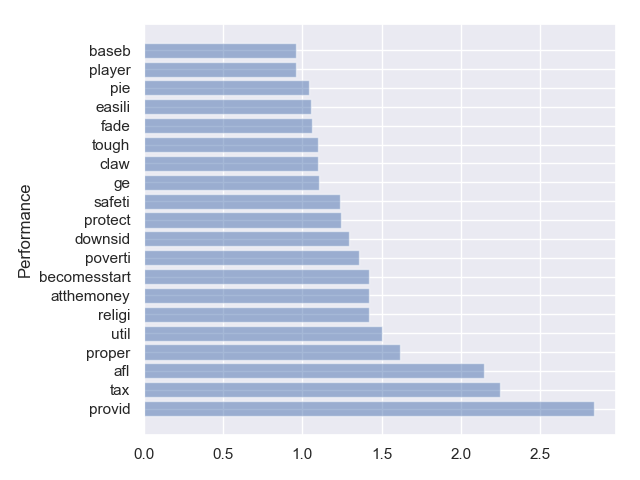 baseb
player
pie
easili
fade
tough
claw
ge
safeti
protect
downsid
poverti
becomesstart
atthemoney
religi
util
proper
afl
tax
provid
Performance
0.0 0.5 1.0 1.5 2.0 2.5